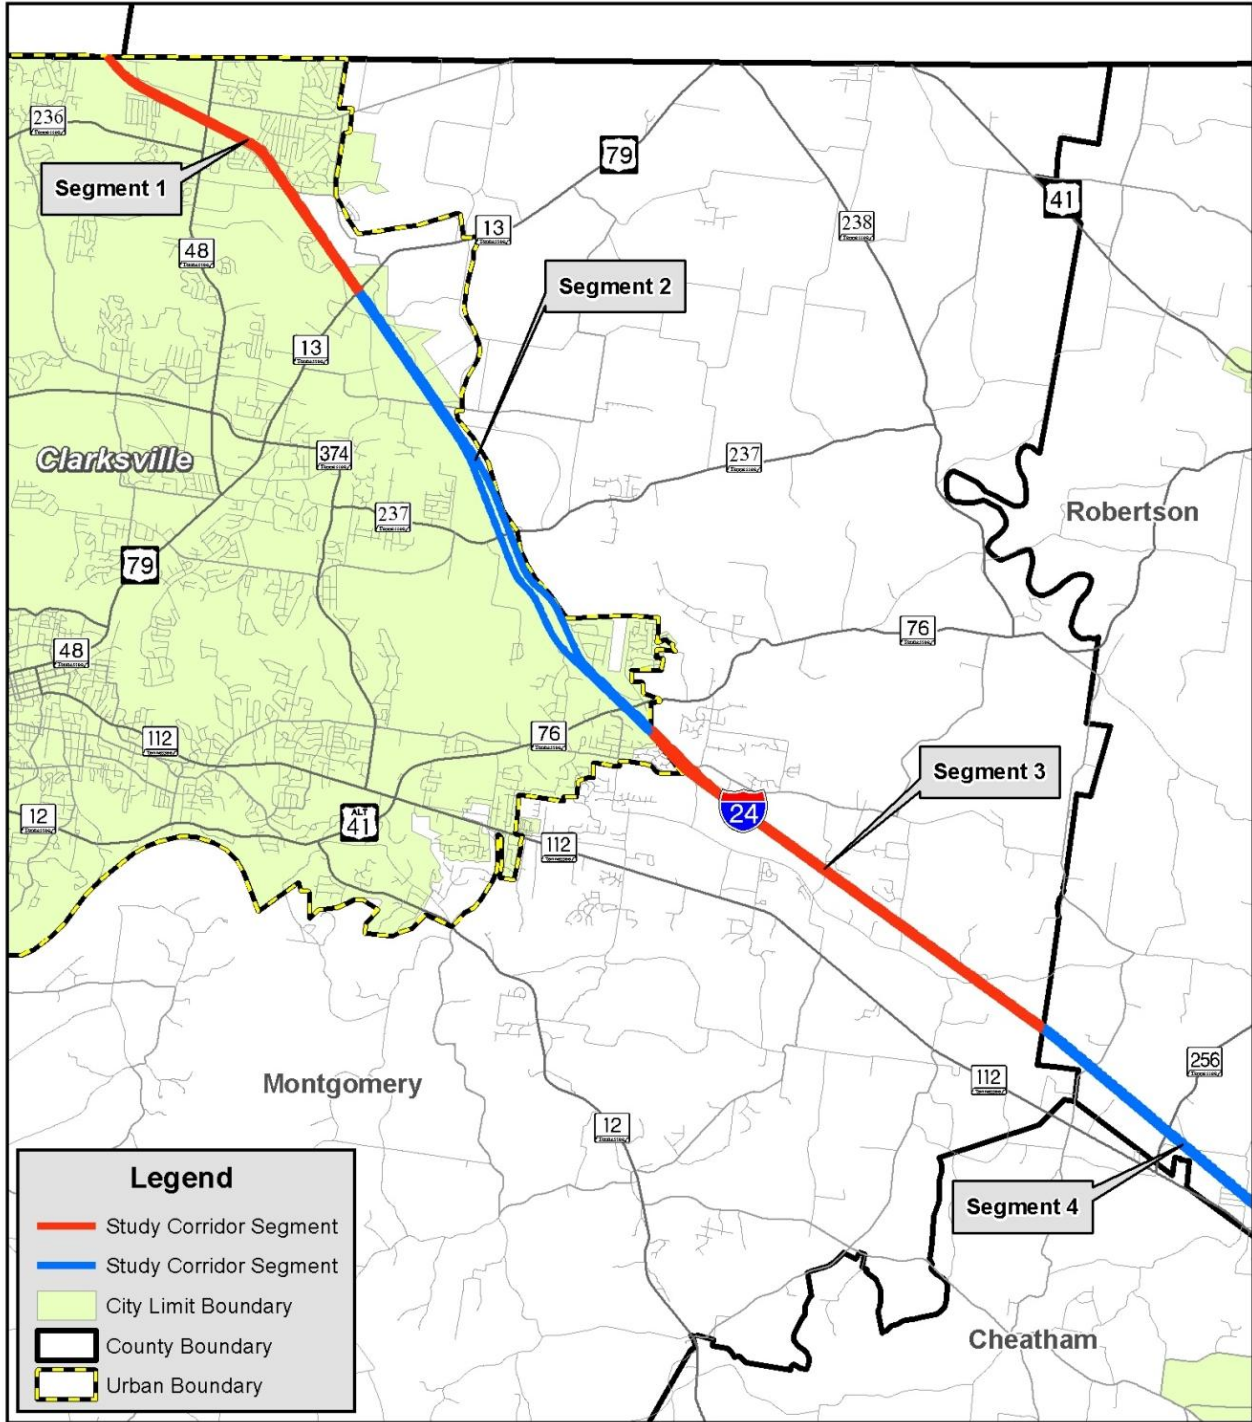 236
Segment 1
79
41
13
238
48
Segment 2
13
Clarksville
374
237
237
Robertson
79
76
48
112
76
Segment 3
24
12
ALT
41
112
Montgomery
256
112
12
Segment 4
Cheatham
Legend
Study Corridor Segment
Study Corridor Segment
City Limit Boundary
County Boundary
Urban Boundary